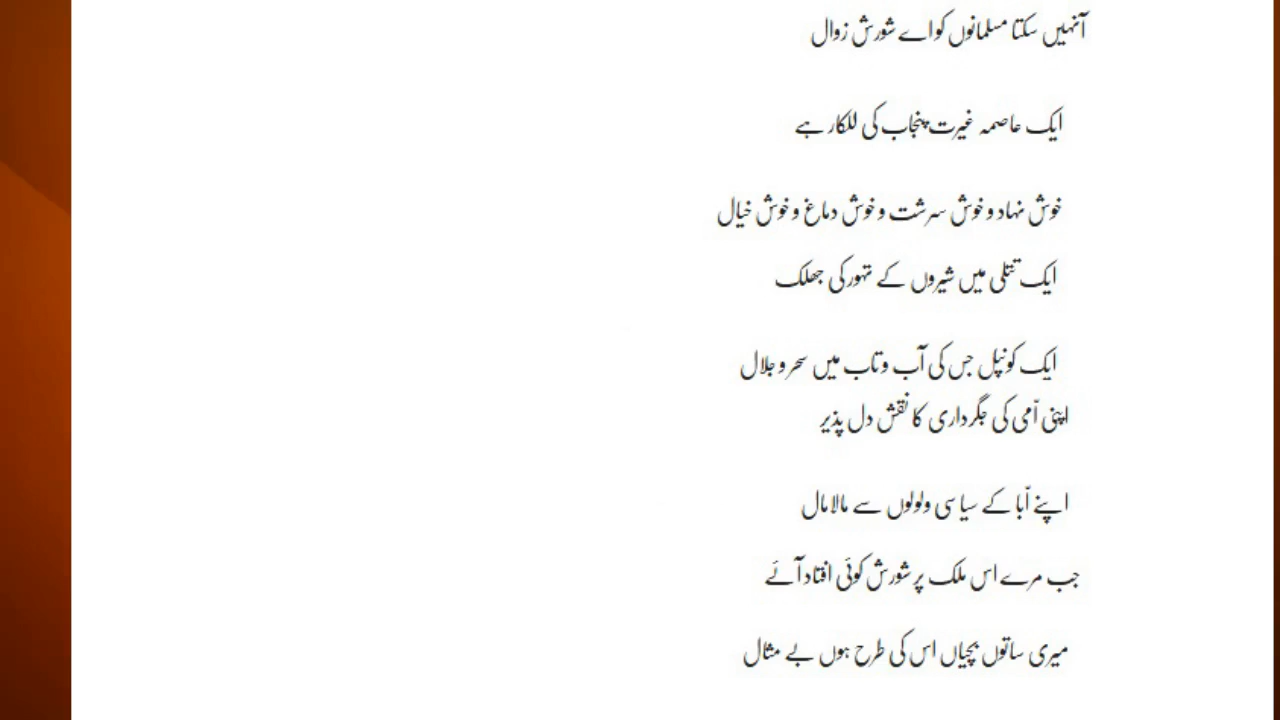 آنہیں سکتا مسلمانوں کو اے شورش زوال
ایک عاصمہ غیرت پنجاب کی للکار ہے
خوش نہاد و خوش سرشت و خوش دماغ و خوش خیال
ایک تتلی میں شیروں کے تہور کی جھلک
ایک کونپل جس کی آب و تاب میں سحر و جلال
اپنی اّمی کی جگرداری کا نقش دل پذیر
اپنے اّبا کے سیاسی ولولوں سے مالامال
جب مرے اس ملک پر شورش کوئی افتاد آئے
میری ساتوں بچیاں اس کی طرح ہوں بے مثال